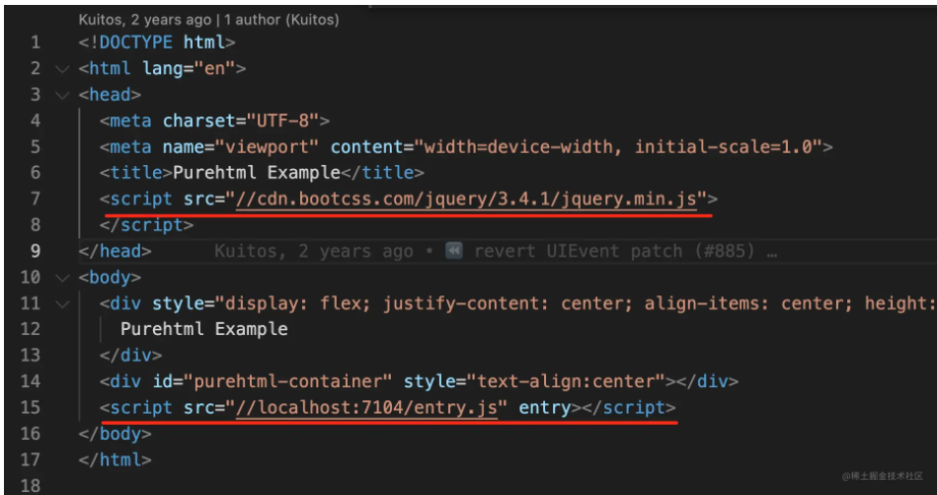 Kuitos, 2 years ago | 1 author (Kuitos)
1 <!DOCTYPE html>
2 <html lang="en">
3 <head>
4 <meta charset="UTF-8">
5 <meta name="viewport" content="width=device-width, initial-scale=1.0">
6 <title>Purehtml Example</title>
7 <script src="//cdn.bootcss.com/jquery/3.4.1/jquery.min.js">
8 </script>
9 </head> Kuitos, 2 years ago • ⏪ revert UIEvent patch (#885) …
10 <body>
11 <div style="display: flex; justify-content: center; align-items: center; height:
12 Purehtml Example
13 </div>
14 <div id="purehtml-container" style="text-align:center"></div>
15 <script src="//localhost:7104/entry.js" entry></script>
16 </body>
17 </html>
18
@稀土掘金技术社区